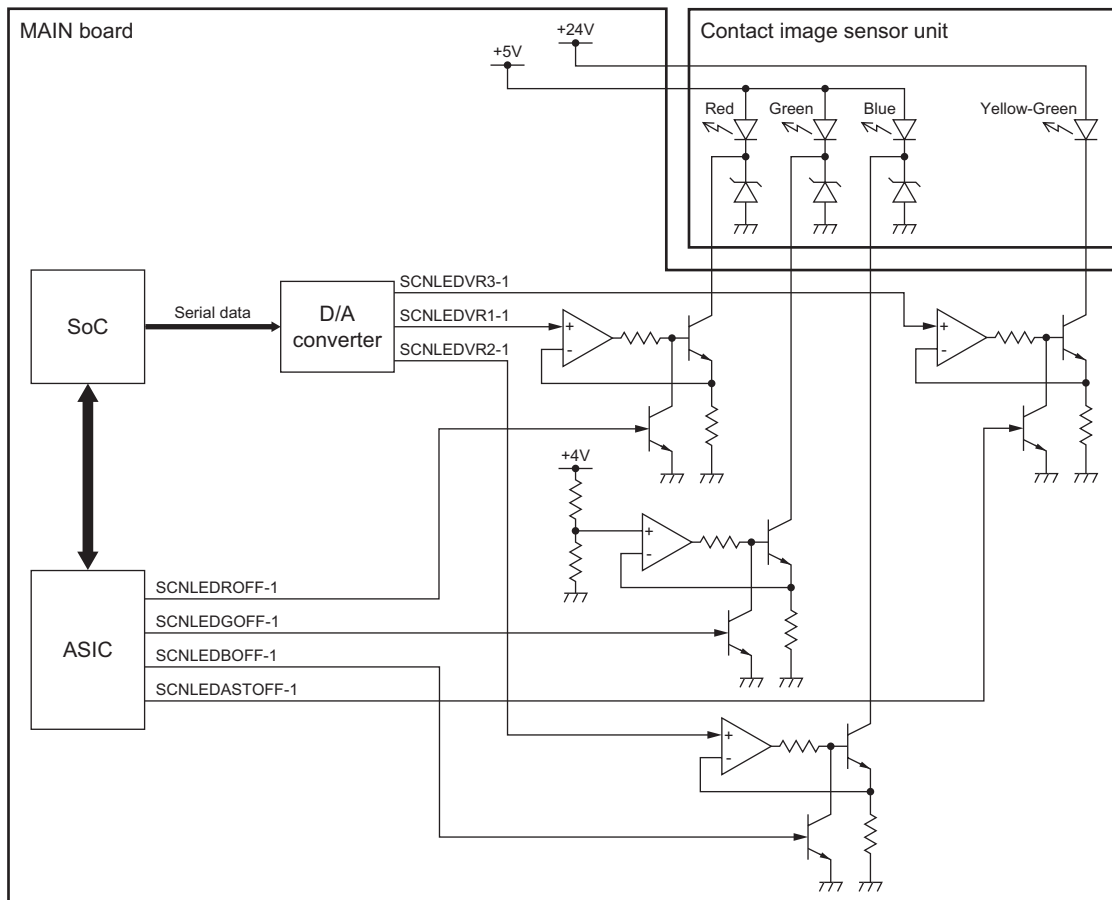 MAIN board
Contact image sensor unit
+24V
+5V
Red
Green
Blue
Yellow-Green
SoC
Serial data
D/A
converter
SCNLEDVR3-1
SCNLEDVR1-1
SCNLEDVR2-1
+
-
+
-
+4V
+
-
ASIC
SCNLEDROFF-1
SCNLEDGOFF-1
SCNLEDBOFF-1
SCNLEDASTOFF-1
+
-